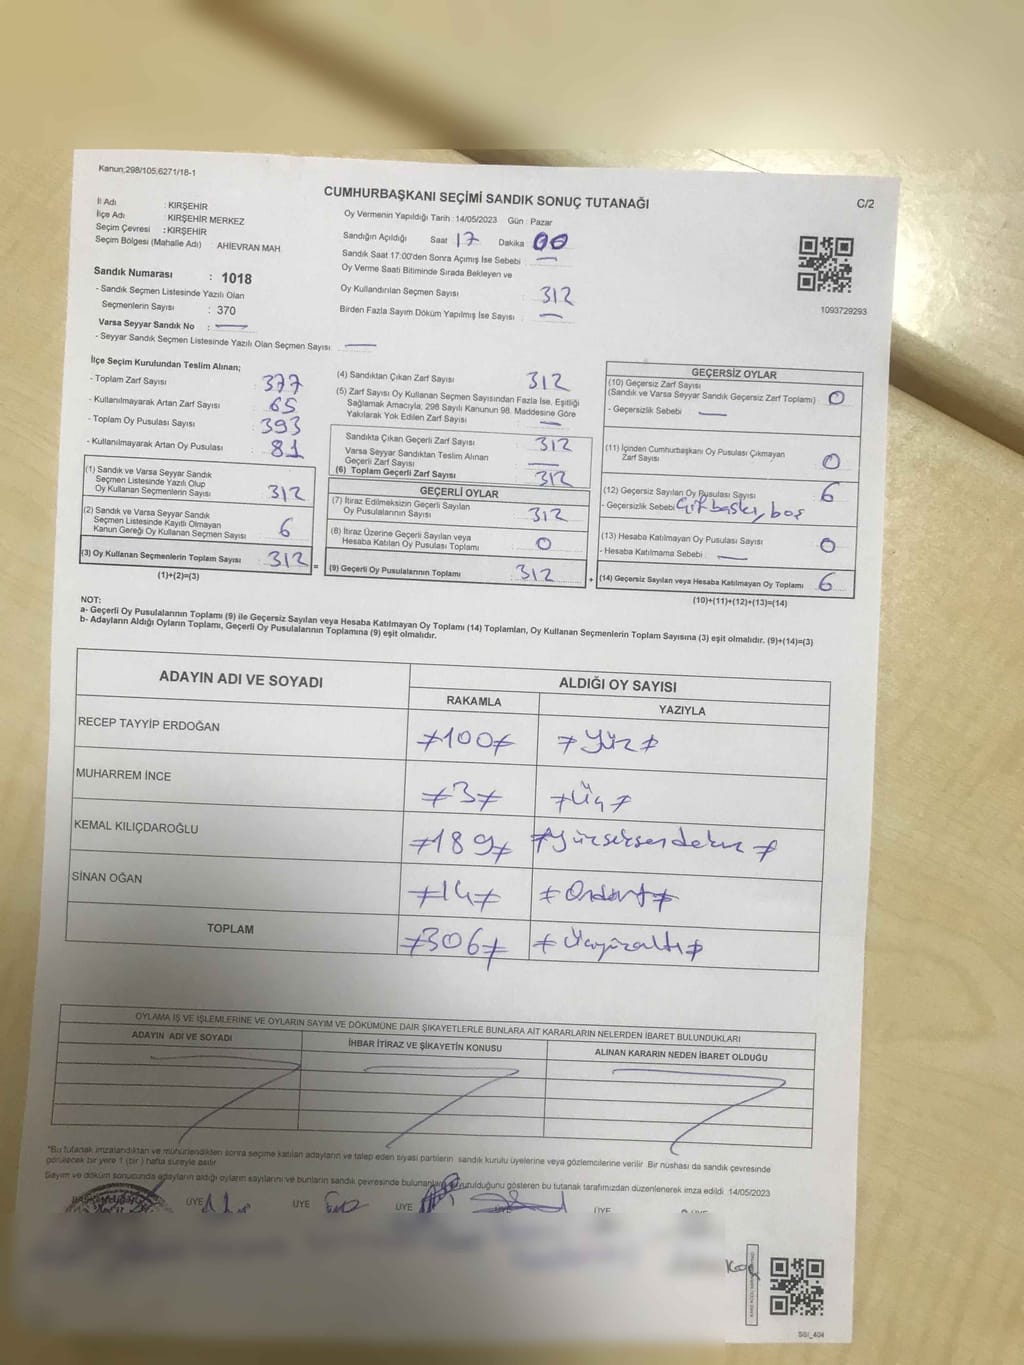 Kanun;298/105,6271/18-1
CUMHURBAŞKANI SEÇİMİ SANDIK SONUÇ TUTANAĞI
C/2
İl Adı : KIRŞEHİR
İlçe Adı : KIRŞEHİR MERKEZ
Seçim Çevresi : KIRŞEHİR
Seçim Bölgesi (Mahalle Adı) : AHİEVRAN MAH
Oy Vermenin Yapıldığı Tarih : 14/05/2023 Gün : Pazar
Sandığın Açıldığı Saat 17 Dakika 00
Sandık Saat 17:00'den Sonra Açımış İse Sebebi : —
Oy Verme Saati Bitiminde Sırada Bekleyen ve
Oy Kullandırılan Seçmen Sayısı : 312
Birden Fazla Sayım Döküm Yapılmış İse Sayısı : —
1093729293
Sandık Numarası : 1018
- Sandık Seçmen Listesinde Yazılı Olan
Seçmenlerin Sayısı : 370
Varsa Seyyar Sandık No : —
- Seyyar Sandık Seçmen Listesinde Yazılı Olan Seçmen Sayısı : —
İlçe Seçim Kurulundan Teslim Alınan;
- Toplam Zarf Sayısı 377
- Kullanılmayarak Artan Zarf Sayısı 65
- Toplam Oy Pusulası Sayısı 393
- Kullanılmayarak Artan Oy Pusulası 81
(1) Sandık ve Varsa Seyyar Sandık
Seçmen Listesinde Yazılı Olup
Oy Kullanan Seçmenlerin Sayısı 312
(2) Sandık ve Varsa Seyyar Sandık
Seçmen Listesinde Kayıtlı Olmayan
Kanun Gereği Oy Kullanan Seçmen Sayısı 6
(3) Oy Kullanan Seçmenlerin Toplam Sayısı 312 =
(1)+(2)=(3)
(4) Sandıktan Çıkan Zarf Sayısı 312
(5) Zarf Sayısı Oy Kullanan Seçmen Sayısından Fazla İse, Eşitliği
Sağlamak Amacıyla, 298 Sayılı Kanunun 98. Maddesine Göre
Yakılarak Yok Edilen Zarf Sayısı —
Sandıkta Çıkan Geçerli Zarf Sayısı 312
Varsa Seyyar Sandıktan Teslim Alınan
Geçerli Zarf Sayısı —
(6) Toplam Geçerli Zarf Sayısı 312
GEÇERLİ OYLAR
(7) İtiraz Edilmeksizin Geçerli Sayılan
Oy Pusulalarının Sayısı 312
(8) İtiraz Üzerine Geçerli Sayılan veya
Hesaba Katılan Oy Pusulası Toplamı 0
(9) Geçerli Oy Pusulalarının Toplamı 312 +
GEÇERSİZ OYLAR
(10) Geçersiz Zarf Sayısı
(Sandık ve Varsa Seyyar Sandık Geçersiz Zarf Toplamı) 0
- Geçersizlik Sebebi : —
(11) İçinden Cumhurbaşkanı Oy Pusulası Çıkmayan
Zarf Sayısı 0
(12) Geçersiz Sayılan Oy Pusulası Sayısı 6
- Geçersizlik Sebebi Çift baskı, boş
(13) Hesaba Katılmayan Oy Pusulası Sayısı 0
- Hesaba Katılmama Sebebi : —
(14) Geçersiz Sayılan veya Hesaba Katılmayan Oy Toplamı 6
(10)+(11)+(12)+(13)=(14)
NOT:
a- Geçerli Oy Pusulalarının Toplamı (9) ile Geçersiz Sayılan veya Hesaba Katılmayan Oy Toplamı (14) Toplamları, Oy Kullanan Seçmenlerin Toplam Sayısına (3) eşit olmalıdır. (9)+(14)=(3)
b- Adayların Aldığı Oyların Toplamı, Geçerli Oy Pusulalarının Toplamına (9) eşit olmalıdır.
ADAYIN ADI VE SOYADI
ALDIĞI OY SAYISI
RAKAMLA YAZIYLA
RECEP TAYYİP ERDOĞAN ≠100≠ ≠Yüz≠
MUHARREM İNCE ≠3≠ ≠Üç≠
KEMAL KILIÇDAROĞLU ≠189≠ ≠yüzseksendokuz≠
SİNAN OĞAN ≠14≠ ≠Ondört≠
TOPLAM ≠306≠ ≠Üçyüzaltı≠
OYLAMA İŞ VE İŞLEMLERİNE VE OYLARIN SAYIM VE DÖKÜMÜNE DAİR ŞİKAYETLERLE BUNLARA AİT KARARLARIN NELERDEN İBARET BULUNDUKLARI
ADAYIN ADI VE SOYADI İHBAR İTİRAZ VE ŞİKAYETİN KONUSU ALINAN KARARIN NEDEN İBARET OLDUĞU
*Bu tutanak imzalandıktan ve mühürlendikten sonra seçime katılan adayların ve talep eden siyasi partilerin sandık kurulu üyelerine veya gözlemcilerine verilir. Bir nüshası da sandık çevresinde
görülecek bir yere 1 (bir) hafta süreyle asılır.
Sayım ve döküm sonucunda adayların aldığı oyların sayılarını ve bunların sandık çevresinde bulunanlara duyurulduğunu gösteren bu tutanak tarafımızdan düzenlenerek imza edildi. 14/05/2023
ÜYE ÜYE ÜYE ÜYE ÜYE
Koç
SSİ_404